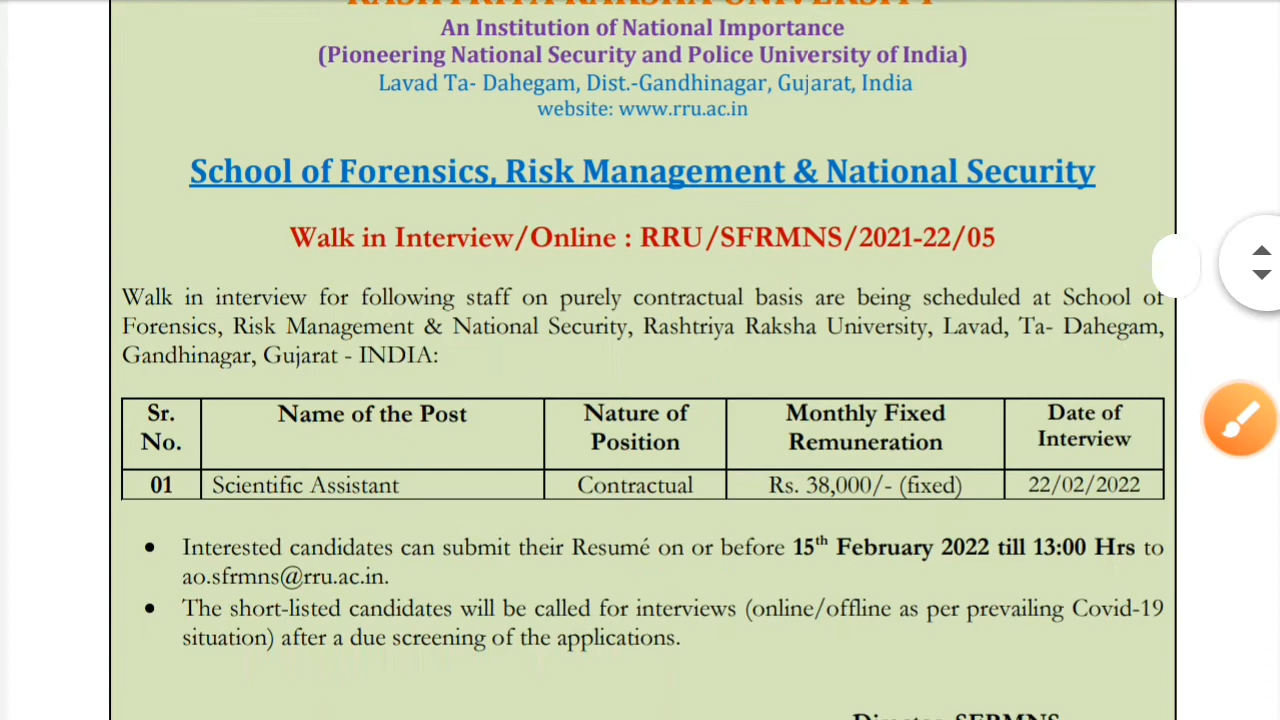 RASHTRIYA RAKSHA UNIVERSITY
An Institution of National Importance
(Pioneering National Security and Police University of India)
Lavad Ta- Dahegam, Dist.-Gandhinagar, Gujarat, India
website: www.rru.ac.in
School of Forensics, Risk Management & National Security
Walk in Interview/Online : RRU/SFRMNS/2021-22/05
Walk in interview for following staff on purely contractual basis are being scheduled at School of
Forensics, Risk Management & National Security, Rashtriya Raksha University, Lavad, Ta- Dahegam,
Gandhinagar, Gujarat - INDIA:
Sr. No. Name of the Post Nature of Position Monthly Fixed Remuneration Date of Interview
01 Scientific Assistant Contractual Rs. 38,000/- (fixed) 22/02/2022
• Interested candidates can submit their Resumé on or before 15th February 2022 till 13:00 Hrs to
ao.sfrmns@rru.ac.in.
• The short-listed candidates will be called for interviews (online/offline as per prevailing Covid-19
situation) after a due screening of the applications.
Director, SFRMNS